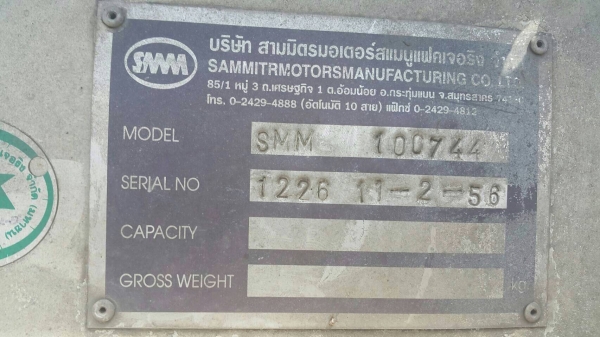 SMM
บริษัท สามมิตรมอเตอร์สแมนูแฟคเจอริง
SAMMITRMOTORSMANUFACTURING CO. LTD.
85/1 หมู่ 3 ถ.เศรษฐกิจ 1 ต.อ้อมน้อย อ.กระทุ่มแบน จ.สมุทรสาคร
โทร. 0-2429-4888 (อัตโนมัติ 10 สาย) แฟ็กซ์ 0-2429-4812
MODEL SMM 100744
SERIAL NO 1226 11-2-56
CAPACITY
GROSS WEIGHT kg.